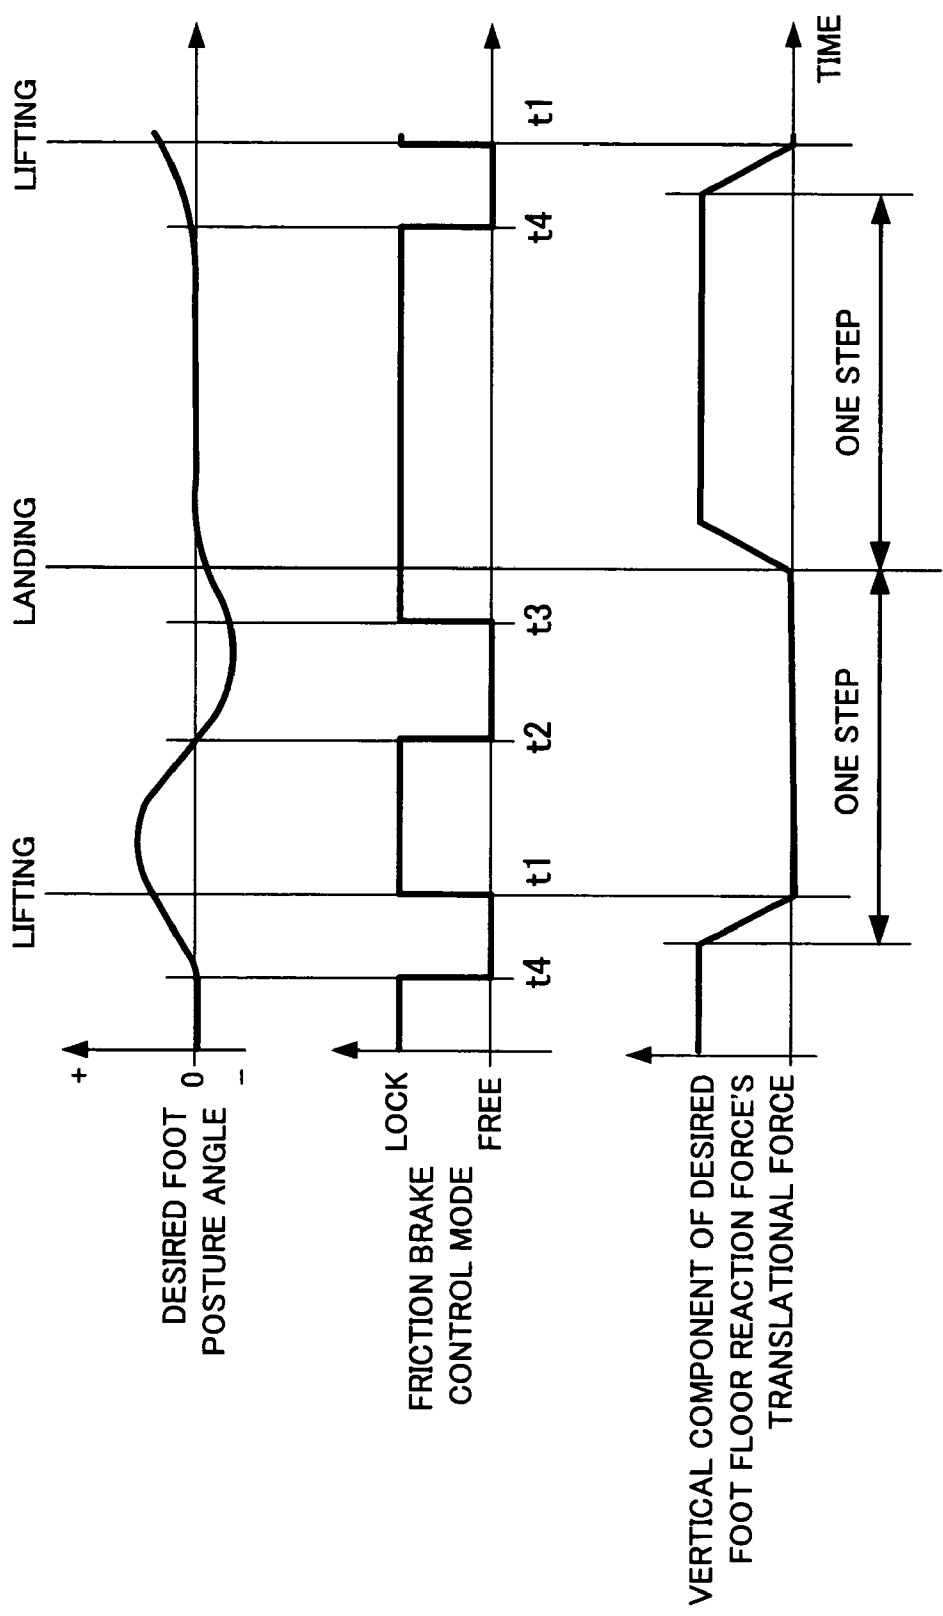 LIFTING
LANDING
LIFTING
+
0
−
DESIRED FOOT
POSTURE ANGLE
LOCK
FREE
FRICTION BRAKE
CONTROL MODE
t4
t1
t2
t3
t4
t1
VERTICAL COMPONENT OF DESIRED
FOOT FLOOR REACTION FORCE'S
TRANSLATIONAL FORCE
TIME
ONE STEP
ONE STEP